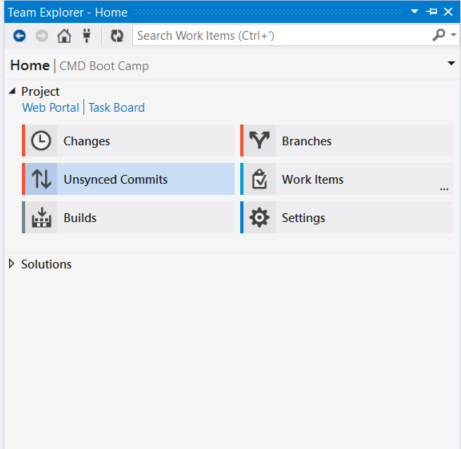 Team Explorer - Home
Search Work Items (Ctrl+')
Home | CMD Boot Camp
Project
Web Portal | Task Board
Changes
Branches
Unsynced Commits
Work Items
...
Builds
Settings
Solutions